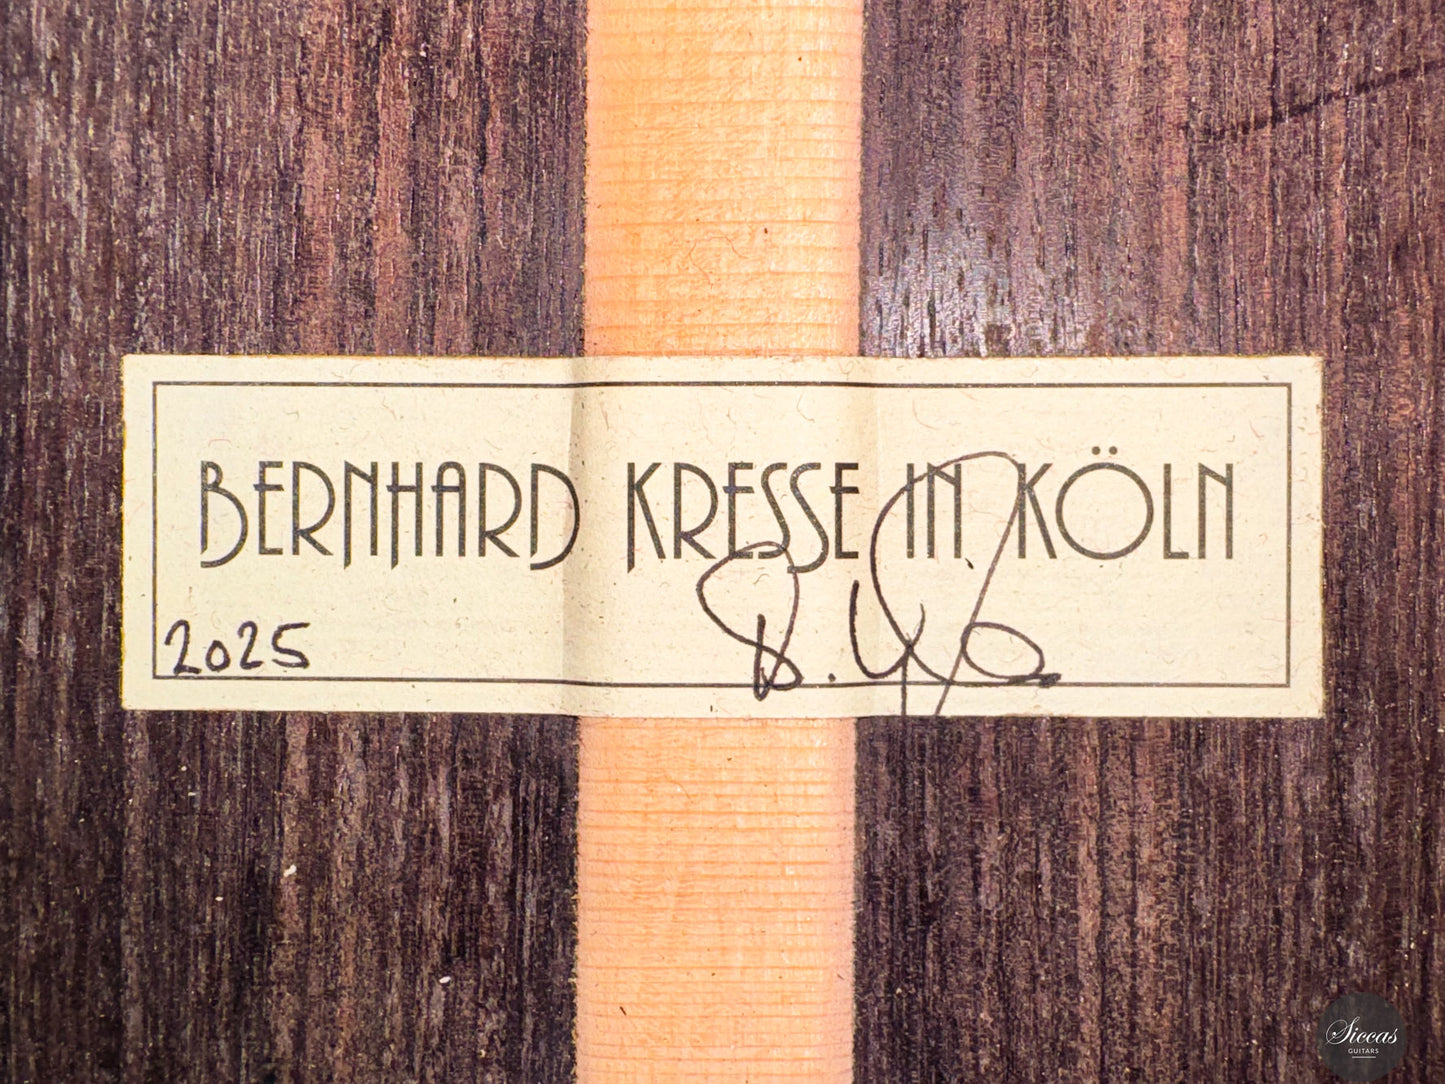 BERNHARD KRESSE IN KÖLN
2025
Siccas
GUITARS